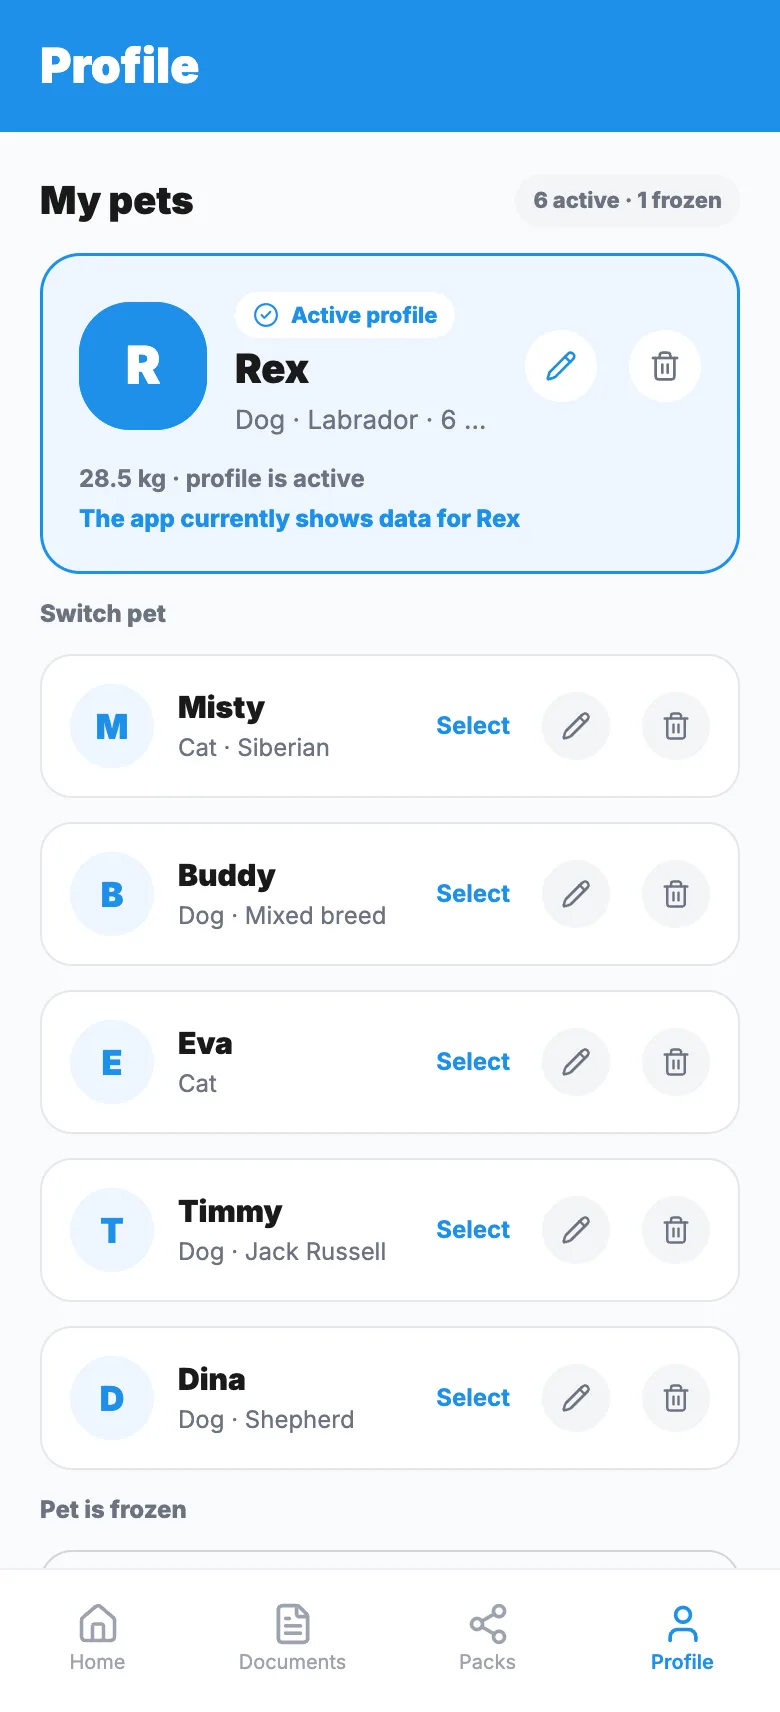 Profile
My pets
6 active · 1 frozen
R
Active profile
Rex
Dog · Labrador · 6 ...
28.5 kg · profile is active
The app currently shows data for Rex
Switch pet
M
Misty
Cat · Siberian
Select
B
Buddy
Dog · Mixed breed
Select
E
Eva
Cat
Select
T
Timmy
Dog · Jack Russell
Select
D
Dina
Dog · Shepherd
Select
Pet is frozen
Home
Documents
Packs
Profile